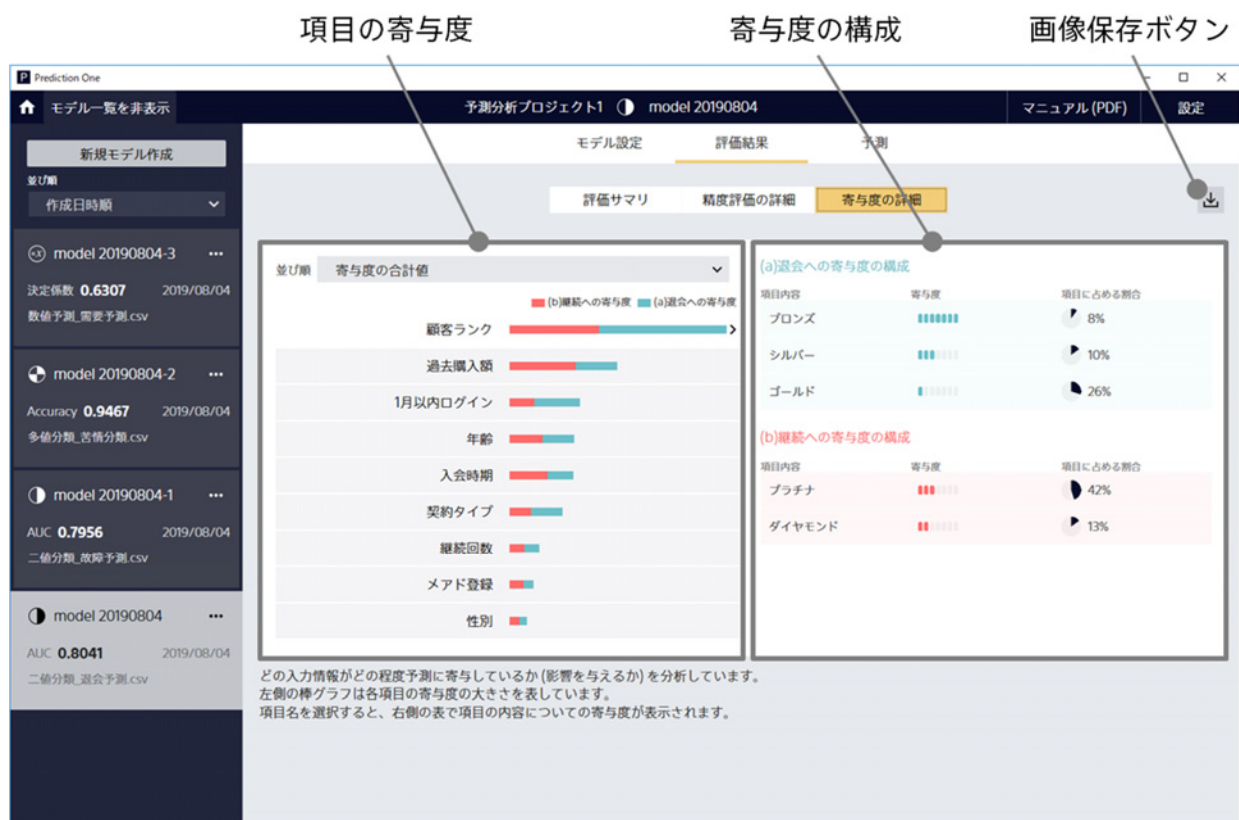 項目の寄与度
寄与度の構成
画像保存ボタン
P Prediction One
モデル一覧を非表示
予測分析プロジェクト1 model 20190804
マニュアル (PDF)
設定
新規モデル作成
並び順
作成日時順
model 20190804-3
決定係数 0.6307 2019/08/04
数値予測_需要予測.csv
model 20190804-2
Accuracy 0.9467 2019/08/04
多値分類_苦情分類.csv
model 20190804-1
AUC 0.7956 2019/08/04
二値分類_故障予測.csv
model 20190804
AUC 0.8041 2019/08/04
二値分類_退会予測.csv
モデル設定 評価結果 予測
評価サマリ 精度評価の詳細 寄与度の詳細
並び順 寄与度の合計値
(b)継続への寄与度 (a)退会への寄与度
顧客ランク
過去購入額
1月以内ログイン
年齢
入会時期
契約タイプ
継続回数
メアド登録
性別
(a)退会への寄与度の構成
項目内容 寄与度 項目に占める割合
ブロンズ 8%
シルバー 10%
ゴールド 26%
(b)継続への寄与度の構成
項目内容 寄与度 項目に占める割合
プラチナ 42%
ダイヤモンド 13%
どの入力情報がどの程度予測に寄与しているか (影響を与えるか) を分析しています。
左側の棒グラフは各項目の寄与度の大きさを表しています。
項目名を選択すると、右側の表で項目の内容についての寄与度が表示されます。